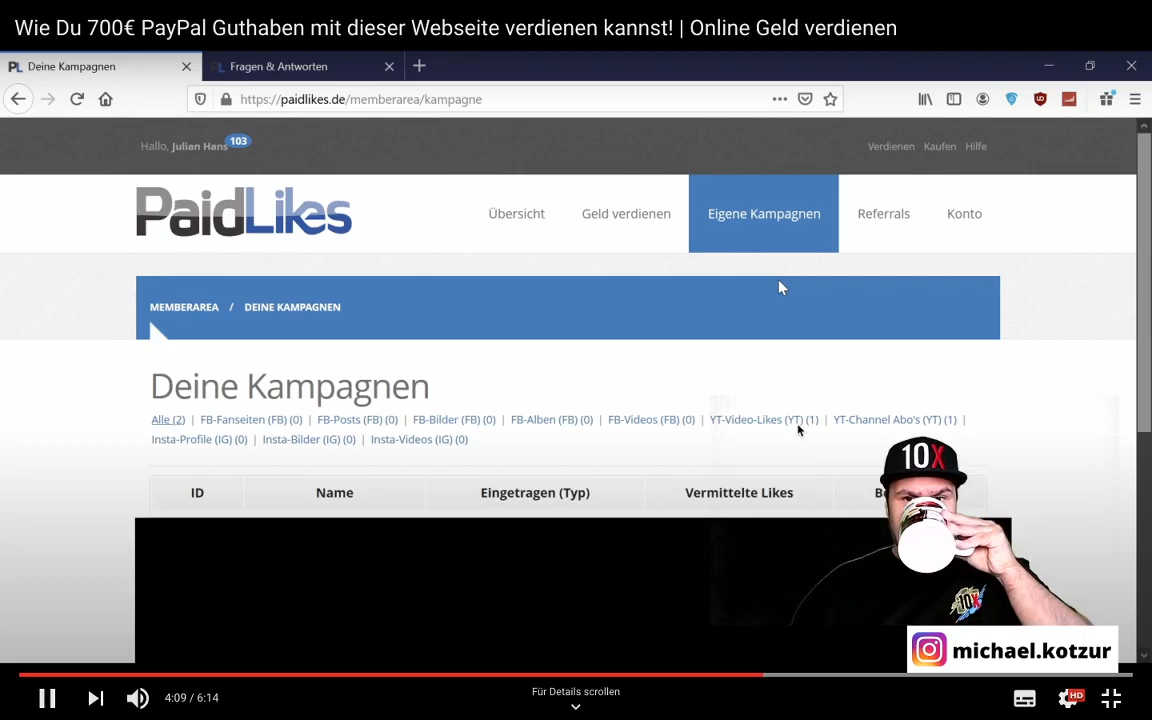 Wie Du 700€ PayPal Guthaben mit dieser Webseite verdienen kannst! | Online Geld verdienen
PL Deine Kampagnen
PL Fragen & Antworten
https://paidlikes.de/memberarea/kampagne
Hallo, Julian Hans 103
Verdienen Kaufen Hilfe
PaidLikes
Übersicht Geld verdienen Eigene Kampagnen Referrals Konto
MEMBERAREA / DEINE KAMPAGNEN
Deine Kampagnen
Alle (2) | FB-Fanseiten (FB) (0) | FB-Posts (FB) (0) | FB-Bilder (FB) (0) | FB-Alben (FB) (0) | FB-Videos (FB) (0) | YT-Video-Likes (YT) (1) | YT-Channel Abo's (YT) (1) |
Insta-Profile (IG) (0) | Insta-Bilder (IG) (0) | Insta-Videos (IG) (0)
10X
ID Name Eingetragen (Typ) Vermittelte Likes
10X
michael.kotzur
4:09 / 6:14
Für Details scrollen
HD